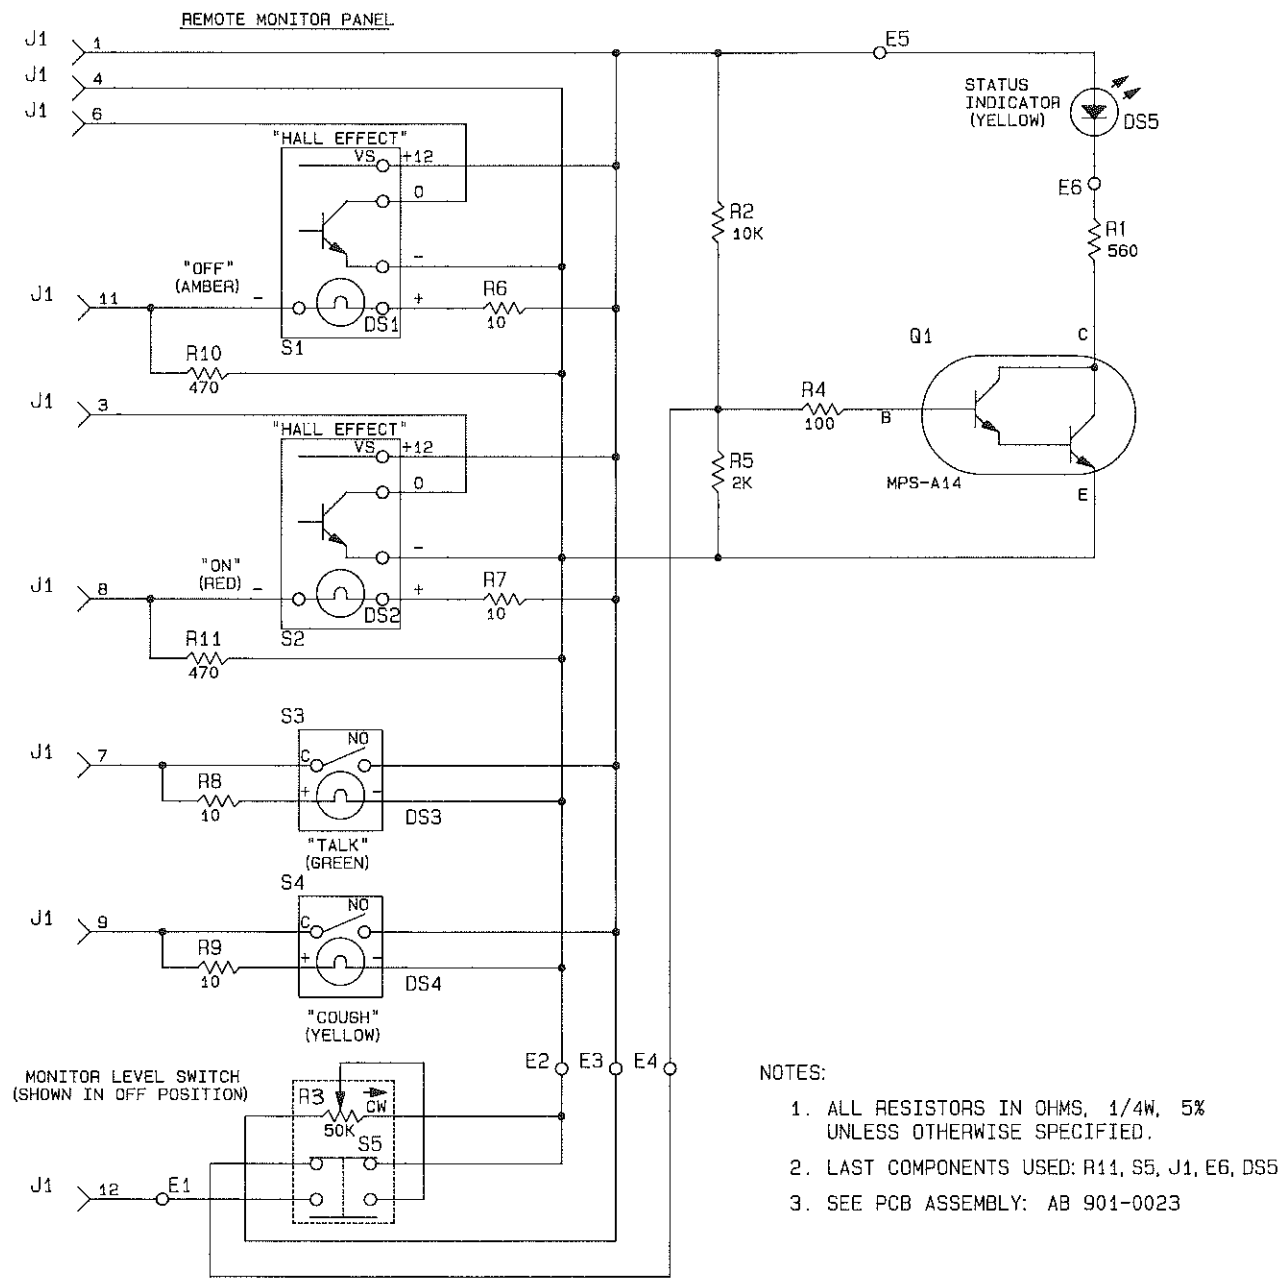 REMOTE MONITOR PANEL
J1 1
E5
J1 4
STATUS
INDICATOR
(YELLOW)
DS5
J1 6
"HALL EFFECT"
VS +12
E6
O
R2
10K
R1
560
-
"OFF"
(AMBER)
J1 11
- +
R6
10
DS1
S1
Q1
C
R10
470
J1 3
R4
100
B
"HALL EFFECT"
VS +12
R5
2K
O
MPS-A14
E
-
"ON"
(RED)
J1 8
- +
R7
10
DS2
S2
R11
470
S3
J1 7
C NO
R8
10
+ -
DS3
"TALK"
(GREEN)
S4
J1 9
C NO
R9
10
+ -
DS4
"COUGH"
(YELLOW)
E2 E3 E4
MONITOR LEVEL SWITCH
(SHOWN IN OFF POSITION)
R3
CW
50K
S5
J1 12 E1
NOTES:
1. ALL RESISTORS IN OHMS, 1/4W, 5%
UNLESS OTHERWISE SPECIFIED.
2. LAST COMPONENTS USED: R11, S5, J1, E6, DS5
3. SEE PCB ASSEMBLY: AB 901-0023